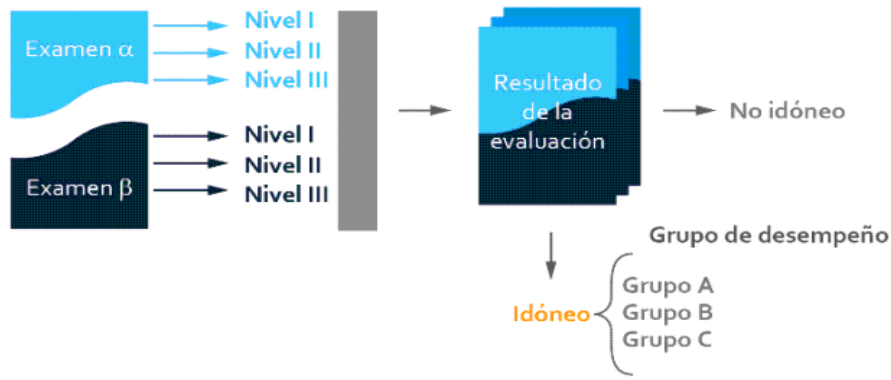 Examen α
Nivel I
Nivel II
Nivel III
Examen β
Nivel I
Nivel II
Nivel III
Resultado
de la
evaluación
No idóneo
Grupo de desempeño
Idóneo
Grupo A
Grupo B
Grupo C